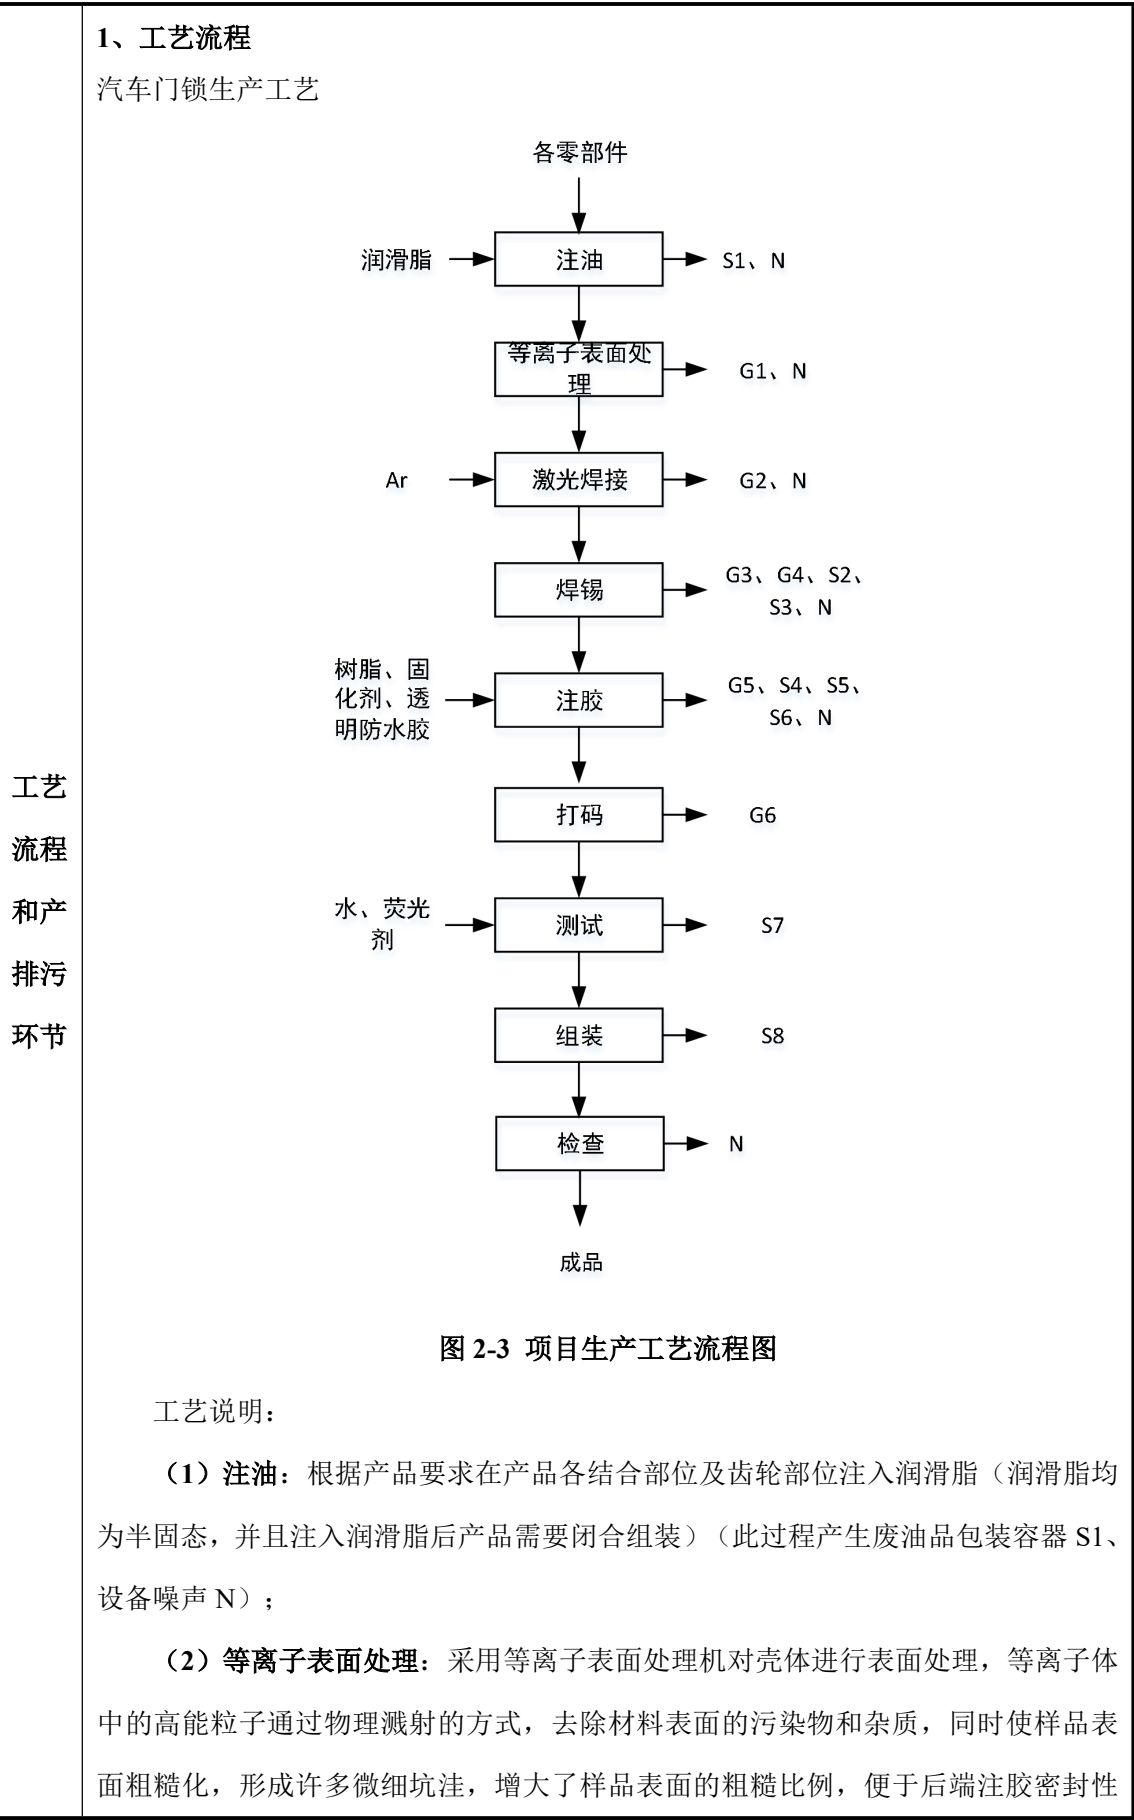 1、工艺流程
汽车门锁生产工艺
各零部件
润滑脂
注油
S1、N
等离子表面处
理
G1、N
Ar
激光焊接
G2、N
焊锡
G3、G4、S2、
S3、N
树脂、固
化剂、透
明防水胶
注胶
G5、S4、S5、
S6、N
打码
G6
水、荧光
剂
测试
S7
组装
S8
检查
N
成品
工艺
流程
和产
排污
环节
图 2-3 项目生产工艺流程图
工艺说明：
（1）注油：根据产品要求在产品各结合部位及齿轮部位注入润滑脂（润滑脂均
为半固态，并且注入润滑脂后产品需要闭合组装）（此过程产生废油品包装容器 S1、
设备噪声 N）；
（2）等离子表面处理：采用等离子表面处理机对壳体进行表面处理，等离子体
中的高能粒子通过物理溅射的方式，去除材料表面的污染物和杂质，同时使样品表
面粗糙化，形成许多微细坑洼，增大了样品表面的粗糙比例，便于后端注胶密封性